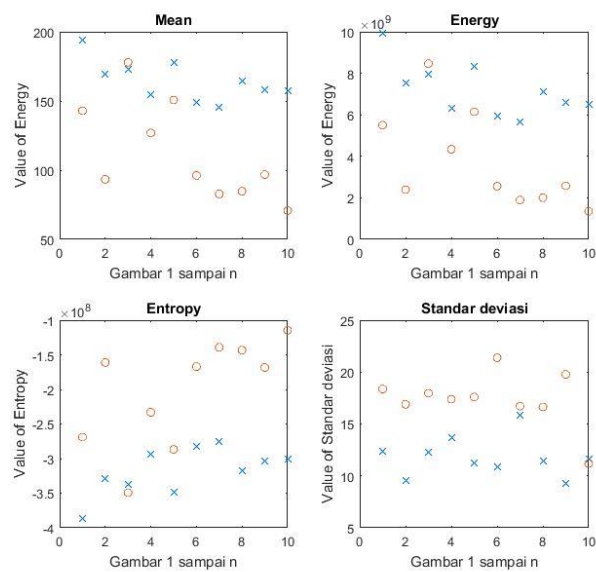 Mean
200
150
100
50
Value of Energy
0 2 4 6 8 10
Gambar 1 sampai n
Energy
×10^9
10
8
6
4
2
0
Value of Energy
0 2 4 6 8 10
Gambar 1 sampai n
Entropy
×10^8
-1
-1.5
-2
-2.5
-3
-3.5
-4
Value of Entropy
0 2 4 6 8 10
Gambar 1 sampai n
Standar deviasi
25
20
15
10
5
Value of Standar deviasi
0 2 4 6 8 10
Gambar 1 sampai n